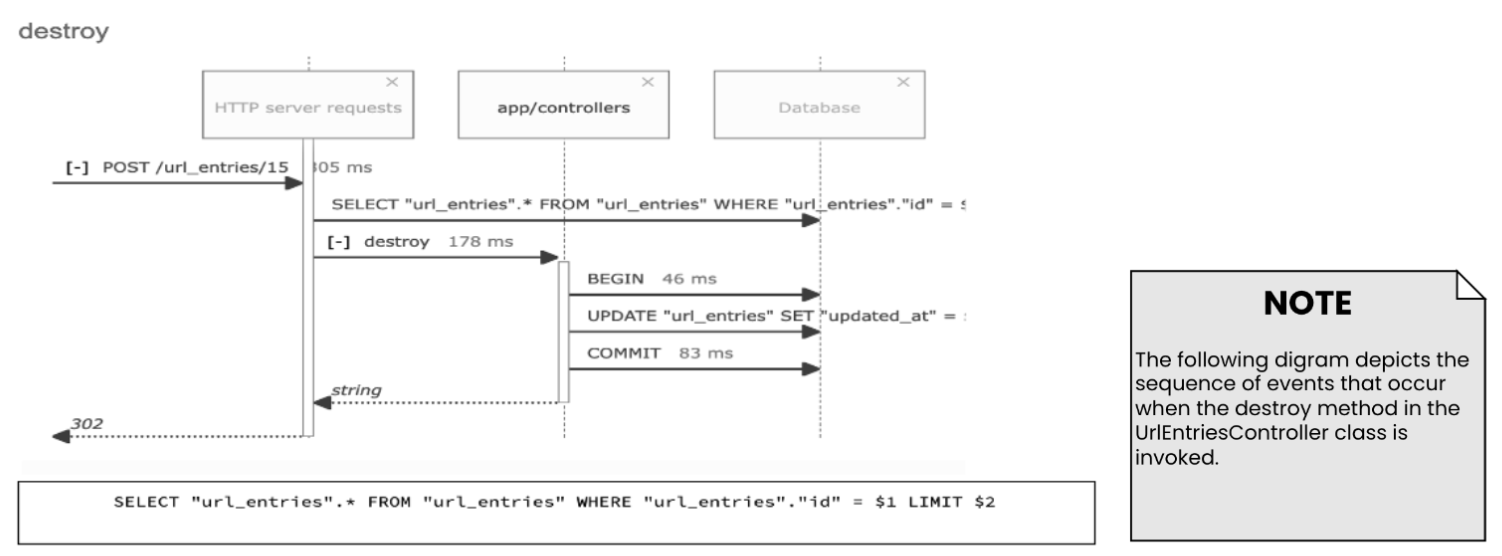 destroy
HTTP server requests
app/controllers
Database
[-] POST /url_entries/15 305 ms
SELECT "url_entries".* FROM "url_entries" WHERE "url_entries"."id" =
[-] destroy 178 ms
BEGIN 46 ms
UPDATE "url_entries" SET "updated_at" =
COMMIT 83 ms
string
302
SELECT "url_entries".* FROM "url_entries" WHERE "url_entries"."id" = $1 LIMIT $2
NOTE
The following digram depicts the
sequence of events that occur
when the destroy method in the
UrlEntriesController class is
invoked.